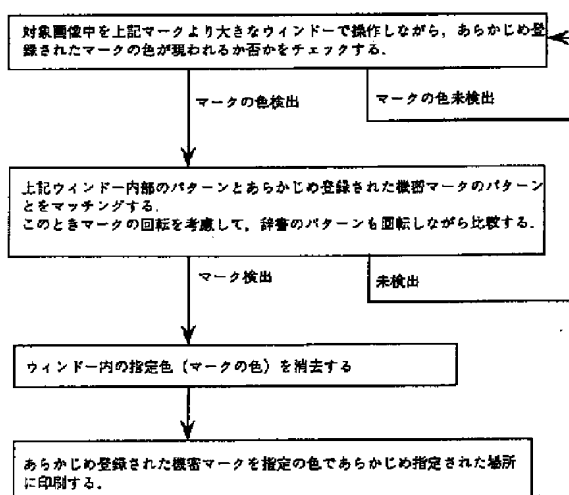 対象画像中を上記マークより大きなウィンドーで操作しながら，あらかじめ登
録されたマークの色が現われるか否かをチェックする．
マークの色検出
マークの色未検出
上記ウィンドー内部のパターンとあらかじめ登録された機密マークのパターン
とをマッチングする．
このときマークの回転を考慮して，辞書のパターンも回転しながら比較する．
マーク検出
未検出
ウィンドー内の指定色（マークの色）を消去する
あらかじめ登録された機密マークを指定の色であらかじめ指定された場所
に印刷する．